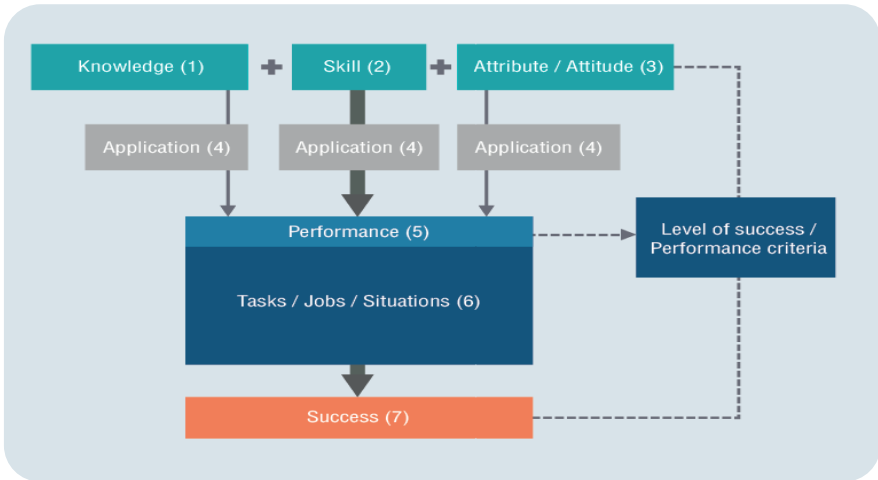 Knowledge (1)
Skill (2)
Attribute / Attitude (3)
Application (4)
Application (4)
Application (4)
Performance (5)
Level of success /
Performance criteria
Tasks / Jobs / Situations (6)
Success (7)